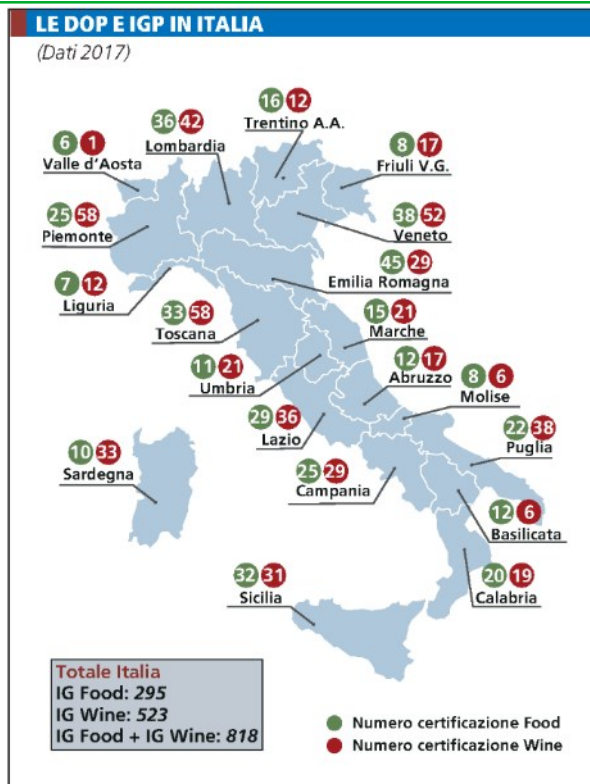 LE DOP E IGP IN ITALIA
(Dati 2017)
16 12
Trentino A.A.
36 42
Lombardia
6 1
Valle d'Aosta
8 17
Friuli V.G.
25 58
Piemonte
38 52
Veneto
45 29
Emilia Romagna
7 12
Liguria
33 58
Toscana
15 21
Marche
11 21
Umbria
12 17
Abruzzo
8 6
Molise
29 36
Lazio
22 38
Puglia
10 33
Sardegna
25 29
Campania
12 6
Basilicata
32 31
Sicilia
20 19
Calabria
Totale Italia
IG Food: 295
IG Wine: 523
IG Food + IG Wine: 818
Numero certificazione Food
Numero certificazione Wine